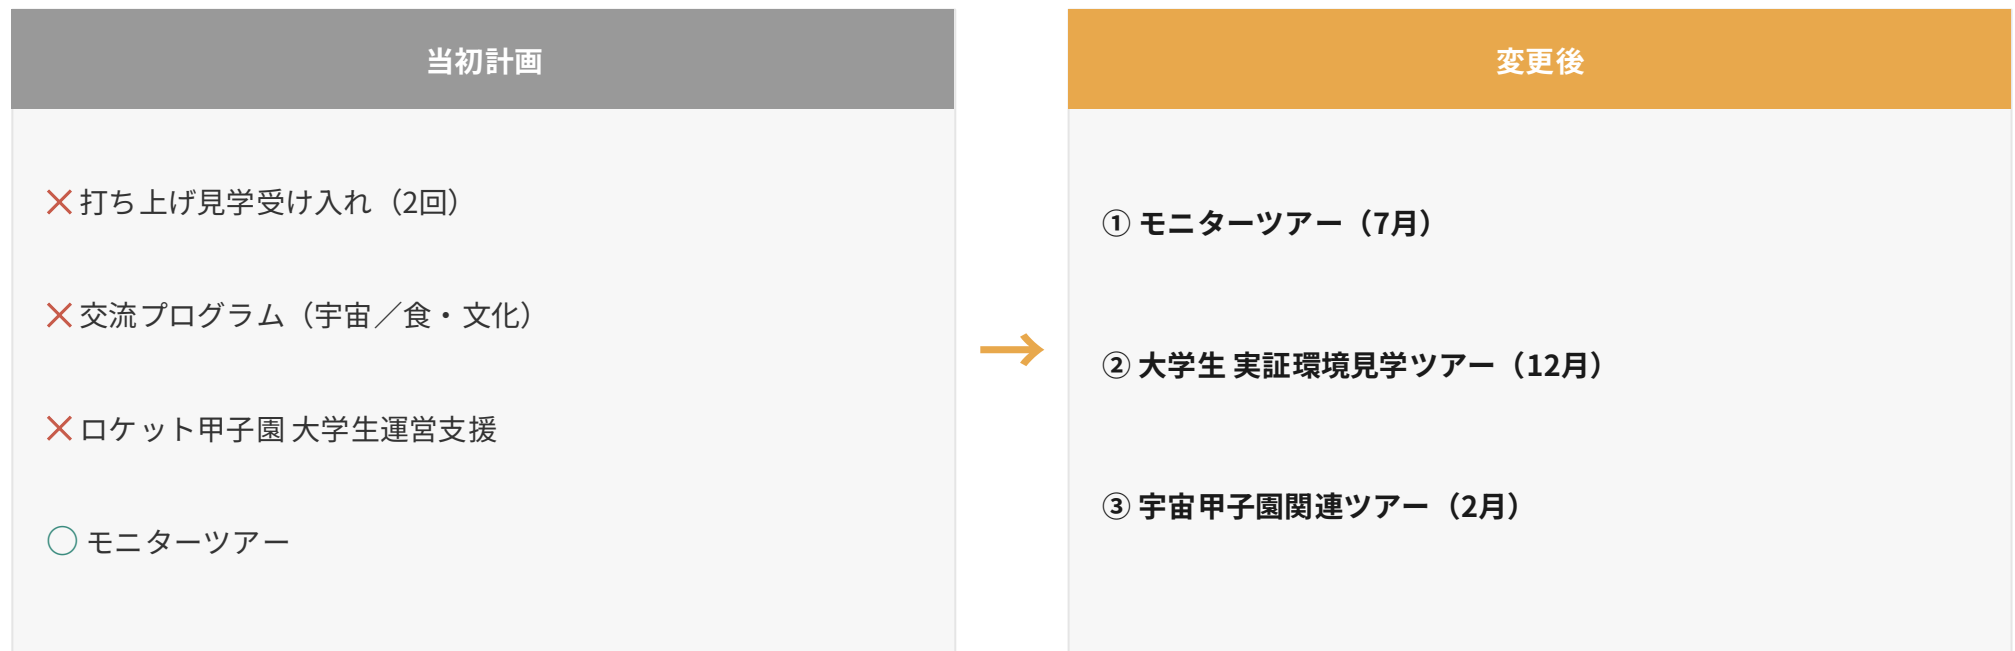 当初計画
✕ 打ち上げ見学受け入れ（2回）
✕ 交流プログラム（宇宙／食・文化）
✕ ロケット甲子園 大学生運営支援
◯ モニターツアー
→
変更後
① モニターツアー（7月）
② 大学生 実証環境見学ツアー（12月）
③ 宇宙甲子園関連ツアー（2月）